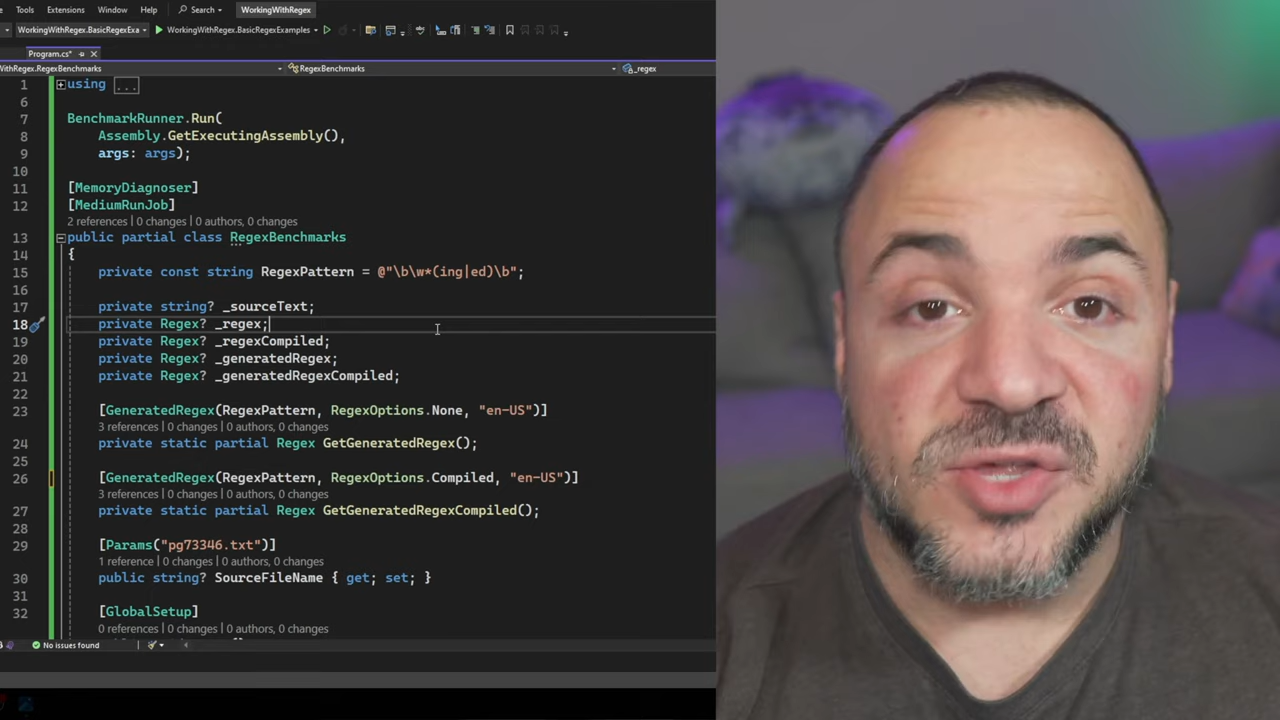 s Tools Extensions Window Help Search WorkingWithRegex
WorkingWithRegex.BasicRegexExa WorkingWithRegex.BasicRegexExamples
Program.cs*
WithRegex.RegexBenchmarks RegexBenchmarks _regex
1 using ...
6
7 BenchmarkRunner.Run(
8 Assembly.GetExecutingAssembly(),
9 args: args);
10
11 [MemoryDiagnoser]
12 [MediumRunJob]
2 references | 0 changes | 0 authors, 0 changes
13 public partial class RegexBenchmarks
14 {
15 private const string RegexPattern = @"\b\w*(ing|ed)\b";
16
17 private string? _sourceText;
18 private Regex? _regex;
19 private Regex? _regexCompiled;
20 private Regex? _generatedRegex;
21 private Regex? _generatedRegexCompiled;
22
23 [GeneratedRegex(RegexPattern, RegexOptions.None, "en-US")]
3 references | 0 changes | 0 authors, 0 changes
24 private static partial Regex GetGeneratedRegex();
25
26 [GeneratedRegex(RegexPattern, RegexOptions.Compiled, "en-US")]
3 references | 0 changes | 0 authors, 0 changes
27 private static partial Regex GetGeneratedRegexCompiled();
28
29 [Params("pg73346.txt")]
1 reference | 0 changes | 0 authors, 0 changes
30 public string? SourceFileName { get; set; }
31
32 [GlobalSetup]
0 references | 0 changes | 0 authors, 0 changes
No issues found